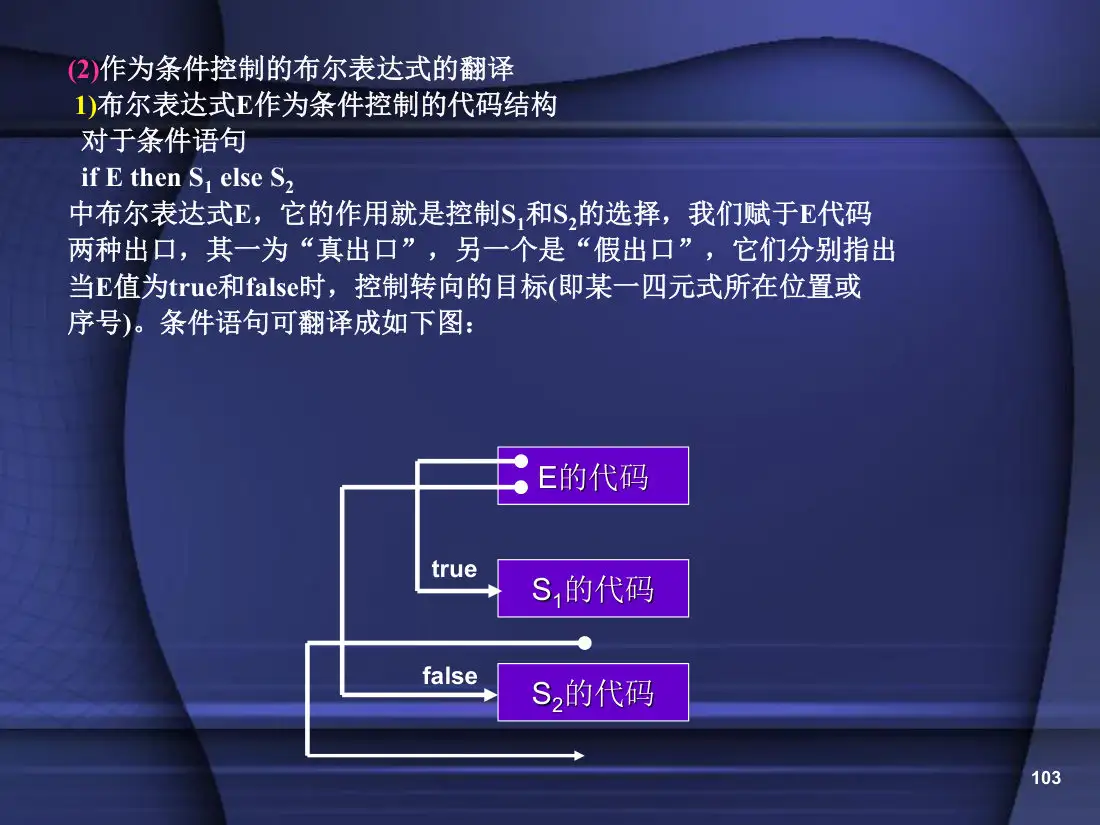 (2)作为条件控制的布尔表达式的翻译
1)布尔表达式E作为条件控制的代码结构
对于条件语句
if E then S₁ else S₂
中布尔表达式E，它的作用就是控制S₁和S₂的选择，我们赋于E代码
两种出口，其一为“真出口”，另一个是“假出口”，它们分别指出
当E值为true和false时，控制转向的目标(即某一四元式所在位置或
序号)。条件语句可翻译成如下图：
E的代码
true
S₁的代码
false
S₂的代码
103